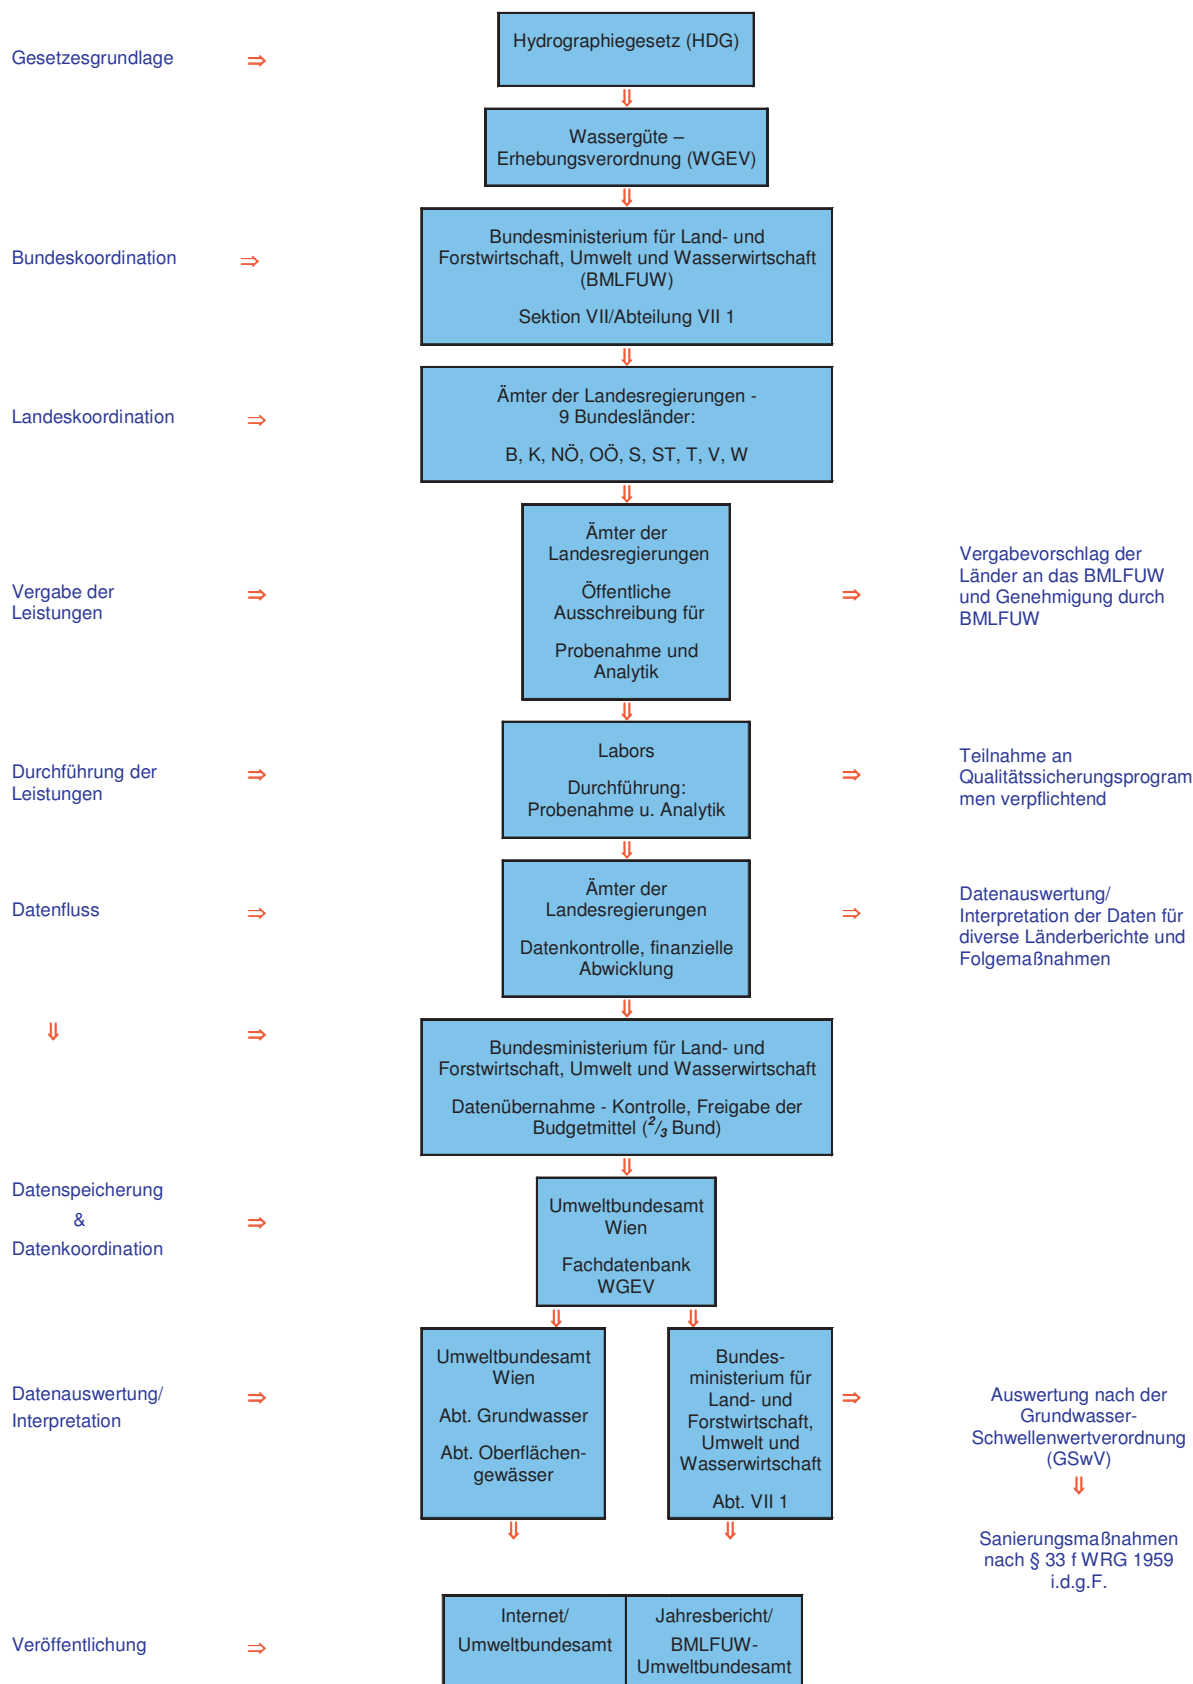 Gesetzesgrundlage
⇒
Hydrographiegesetz (HDG)
⇓
Wassergüte –
Erhebungsverordnung (WGEV)
⇓
Bundeskoordination
⇒
Bundesministerium für Land- und
Forstwirtschaft, Umwelt und Wasserwirtschaft
(BMLFUW)
Sektion VII/Abteilung VII 1
⇓
Landeskoordination
⇒
Ämter der Landesregierungen -
9 Bundesländer:
B, K, NÖ, OÖ, S, ST, T, V, W
⇓
Vergabe der
Leistungen
⇒
Ämter der
Landesregierungen
Öffentliche
Ausschreibung für
Probenahme und
Analytik
⇒
Vergabevorschlag der
Länder an das BMLFUW
und Genehmigung durch
BMLFUW
⇓
Durchführung der
Leistungen
⇒
Labors
Durchführung:
Probenahme u. Analytik
⇒
Teilnahme an
Qualitätssicherungsprogram
men verpflichtend
⇓
Datenfluss
⇒
Ämter der
Landesregierungen
Datenkontrolle, finanzielle
Abwicklung
⇒
Datenauswertung/
Interpretation der Daten für
diverse Länderberichte und
Folgemaßnahmen
⇓
⇓
⇒
Bundesministerium für Land- und
Forstwirtschaft, Umwelt und Wasserwirtschaft
Datenübernahme - Kontrolle, Freigabe der
Budgetmittel (2/3 Bund)
⇓
Datenspeicherung
&
Datenkoordination
⇒
Umweltbundesamt
Wien
Fachdatenbank
WGEV
⇓ ⇓
Datenauswertung/
Interpretation
⇒
Umweltbundesamt
Wien
Abt. Grundwasser
Abt. Oberflächen-
gewässer
Bundes-
ministerium für
Land- und
Forstwirtschaft,
Umwelt und
Wasserwirtschaft
Abt. VII 1
⇒
Auswertung nach der
Grundwasser-
Schwellenwertverordnung
(GSwV)
⇓
Sanierungsmaßnahmen
nach § 33 f WRG 1959
i.d.g.F.
⇓ ⇓
Veröffentlichung
⇒
Internet/
Umweltbundesamt
Jahresbericht/
BMLFUW-
Umweltbundesamt